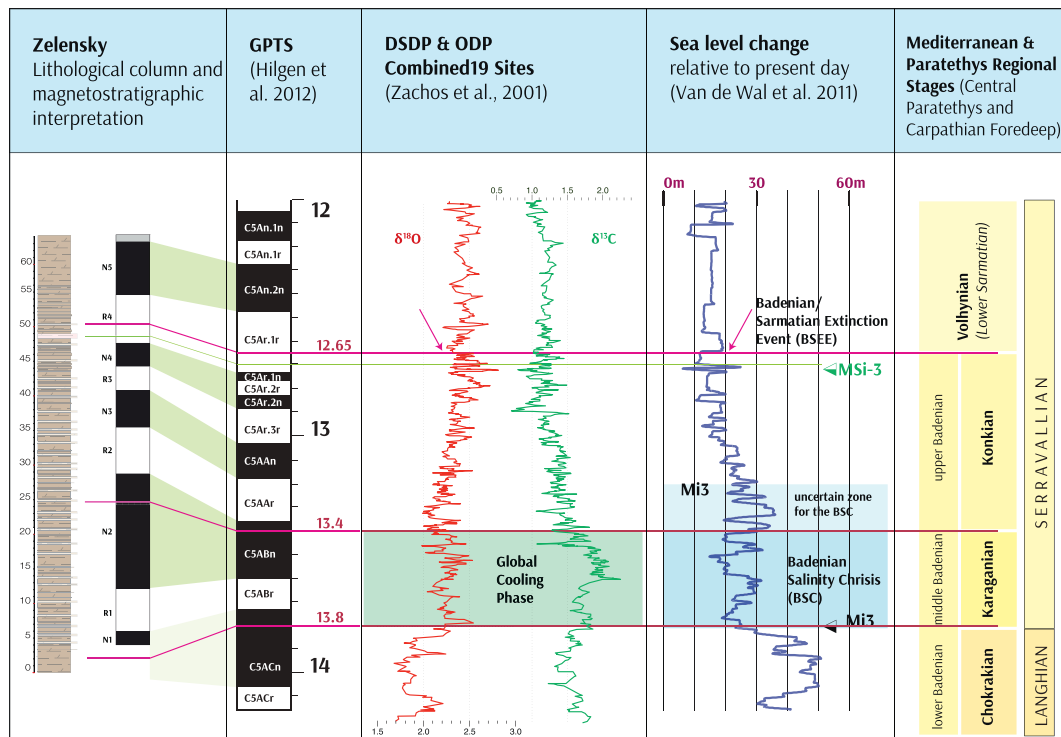 Zelensky
Lithological column and
magnetostratigraphic
interpretation
GPTS
(Hilgen et
al. 2012)
DSDP & ODP
Combined19 Sites
(Zachos et al., 2001)
Sea level change
relative to present day
(Van de Wal et al. 2011)
Mediterranean &
Paratethys Regional
Stages (Central
Paratethys and
Carpathian Foredeep)
60
55
50
45
40
35
30
25
20
15
10
5
0
N5
R4
N4
R3
N3
R2
N2
R1
N1
C5An.1n
C5An.1r
C5An.2n
C5Ar.1r
C5Ar.1n
C5Ar.2r
C5Ar.2n
C5Ar.3r
C5AAn
C5AAr
C5ABn
C5ABr
C5ACn
C5ACr
12
12.65
13
13.4
13.8
14
0.5
1.0
1.5
2.0
δ¹⁸O
δ¹³C
Global
Cooling
Phase
1.5
2.0
2.5
3.0
0m
30
60m
Badenian/
Sarmatian Extinction
Event (BSEE)
MSi-3
Mi3
uncertain zone
for the BSC
Badenian
Salinity Chrisis
(BSC)
Mi3
Volhynian
(Lower Sarmation)
upper Badenian
Konkian
middle Badenian
Karaganian
lower Badenian
Chokrakian
SERRAVALLIAN
LANGHIAN